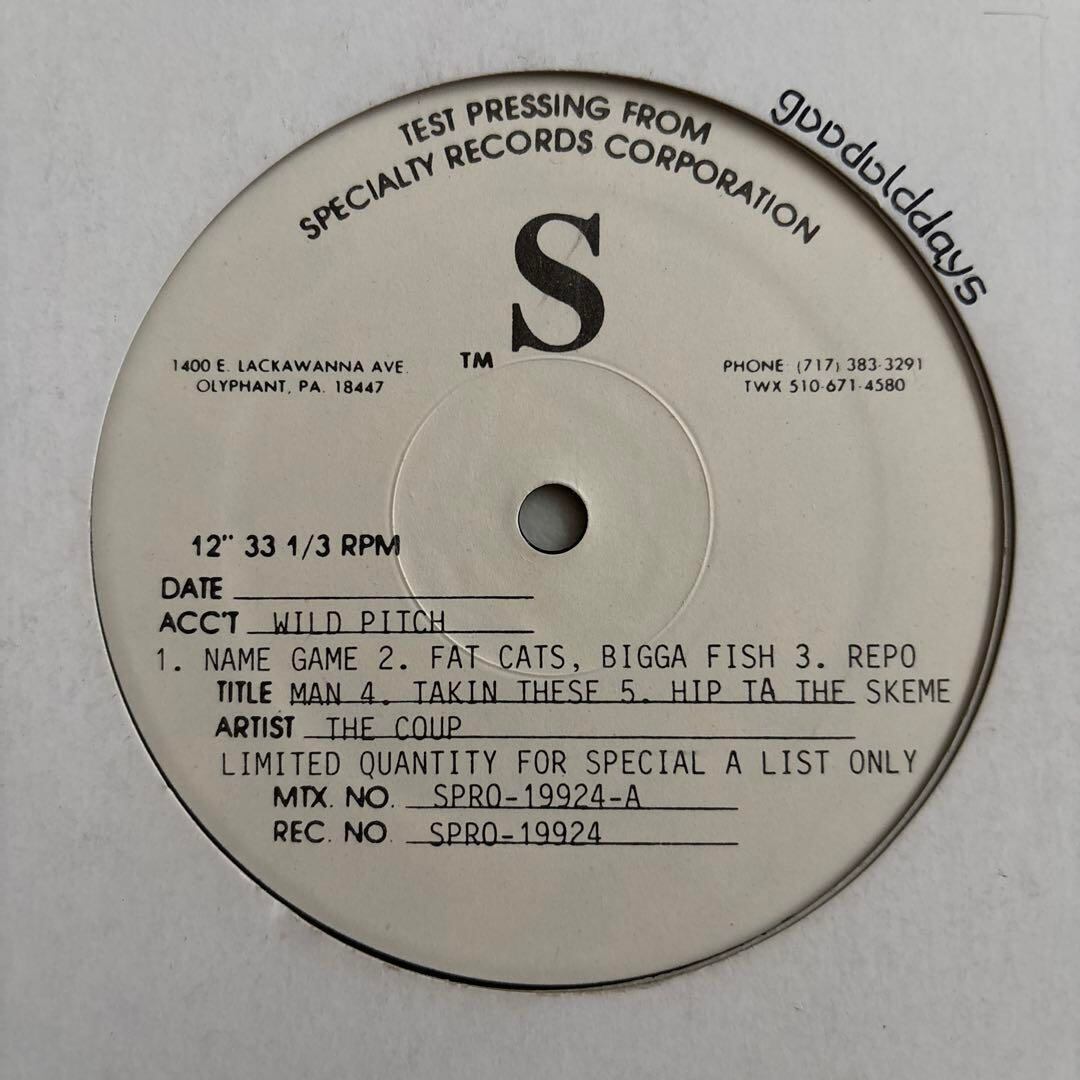 TEST PRESSING FROM
SPECIALTY RECORDS CORPORATION
goodolddays
S
TM
1400 E. LACKAWANNA AVE.
OLYPHANT, PA. 18447
PHONE (717) 383-3291
TWX 510-671-4580
12" 33 1/3 RPM
DATE
ACC'T WILD PITCH
1. NAME GAME 2. FAT CATS, BIGGA FISH 3. REPO
TITLE MAN 4. TAKIN THESE 5. HIP TA THE SKEME
ARTIST THE COUP
LIMITED QUANTITY FOR SPECIAL A LIST ONLY
MTX. NO. SPRO-19924-A
REC. NO. SPRO-19924